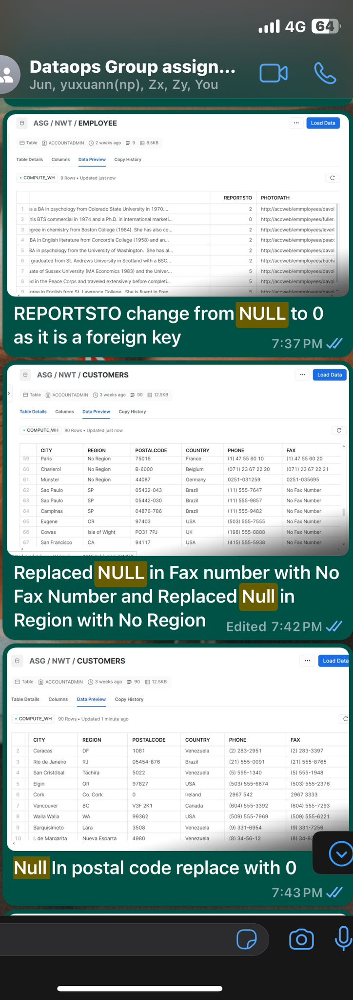 4G 64
Dataops Group assign...
Jun, yuxuann(np), Zx, Zy, You
ASG / NWT / EMPLOYEE ... Load Data
Table ACCOUNTADMIN 2 weeks ago 9 8.5KB
Table Details Columns Data Preview Copy History
COMPUTE_WH 9 Rows • Updated just now
REPORTSTO PHOTOPATH
1 es a BA in psychology from Colorado State University in 1970.... 2 http://accweb/emmployees/davol
2 his BTS commercial in 1974 and a Ph.D. in international marketi... 0 http://accweb/emmployees/fuller.
3 egree in chemistry from Boston College (1984). She has also co... 2 http://accweb/emmployees/leverl
4 BA in English literature from Concordia College (1958) and an... 2 http://accweb/emmployees/peacc
5 BA in psychology from the University of Washington. She has al... 2 http://accweb/emmployees/davol
6 graduated from St. Andrews University in Scotland with a BSC... 2 http://accweb/emmployees/bucha
7 uate of Sussex University (MA Economics 1983) and the Univer... 5 http://accweb/emmployees/davol
8 ed in the Peace Corps and traveled extensively before completi... 5 http://accweb/emmployees/davol
9 gree in English from St. Lawrence College. She is fluent in Fren 5 http://accweb/emmployees/davol
REPORTSTO change from NULL to 0
as it is a foreign key
7:37 PM
ASG / NWT / CUSTOMERS ... Load Data
Table ACCOUNTADMIN 3 weeks ago 90 12.5KB
Table Details Columns Data Preview Copy History
COMPUTE_WH 90 Rows • Updated just now
CITY REGION POSTALCODE COUNTRY PHONE FAX
59 Paris No Region 75016 France (1) 47 55 60 10 (1) 47 55 60 20
60 Charleroi No Region B-6000 Belgium (071) 23 67 22 20 (071) 23 67 22 21
61 Münster No Region 44087 Germany 0251-031259 0251-035695
62 Sao Paulo SP 05432-043 Brazil (11) 555-7647 No Fax Number
63 Sao Paulo SP 05442-030 Brazil (11) 555-9857 No Fax Number
64 Campinas SP 04876-786 Brazil (11) 555-9482 No Fax Number
65 Eugene OR 97403 USA (503) 555-7555 No Fax Number
66 Cowes Isle of Wight PO31 7PJ UK (198) 555-8888 No Fax Number
67 San Francisco CA 94117 USA (415) 555-5938 No Fax Number
Replaced NULL in Fax number with No
Fax Number and Replaced Null in
Region with No Region
Edited 7:42 PM
ASG / NWT / CUSTOMERS ... Load Data
Table ACCOUNTADMIN 3 weeks ago 90 12.5KB
Table Details Columns Data Preview Copy History
COMPUTE_WH 90 Rows • Updated 1 minute ago
CITY REGION POSTALCODE COUNTRY PHONE FAX
2 Caracas DF 1081 Venezuela (2) 283-2951 (2) 283-3397
3 Rio de Janeiro RJ 05454-876 Brazil (21) 555-0091 (21) 555-8765
4 San Cristóbal Táchira 5022 Venezuela (5) 555-1340 (5) 555-1948
5 Elgin OR 97827 USA (503) 555-6874 (503) 555-2376
6 Cork Co. Cork 0 Ireland 2967 542 2967 3333
7 Vancouver BC V3F 2K1 Canada (604) 555-3392 (604) 555-7293
8 Walla Walla WA 99362 USA (509) 555-7969 (509) 555-6221
9 Barquisimeto Lara 3508 Venezuela (9) 331-6954 (9) 331-7256
10 I. de Margarita Nueva Esparta 4980 Venezuela (8) 34-56-12 (8) 34-93
Null In postal code replace with 0
7:43 PM